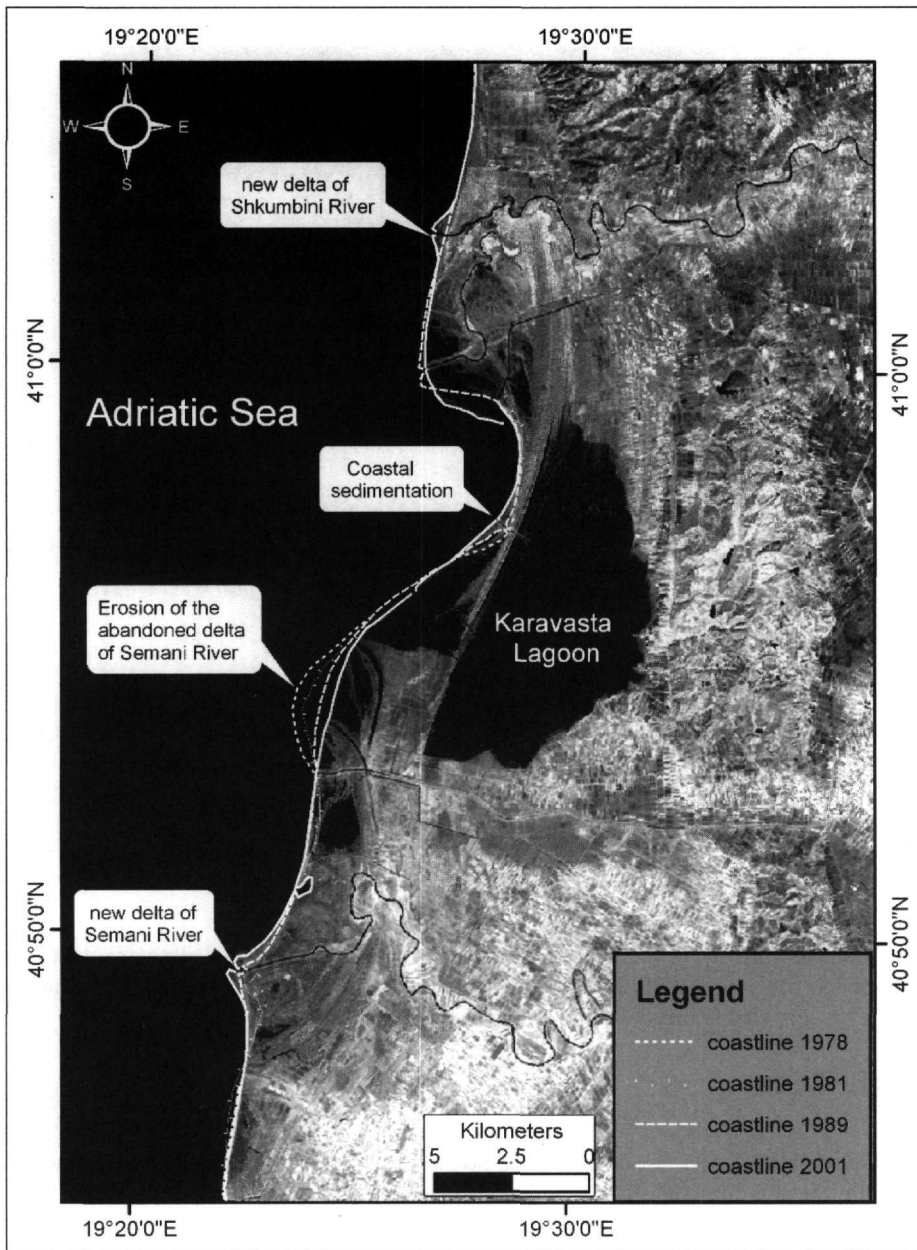 19°20'0"E
19°30'0"E
N
W
E
S
new delta of
Shkumbini River
41°0'0"N
41°0'0"N
Adriatic Sea
Coastal
sedimentation
Erosion of the
abandoned delta
of Semani River
Karavasta
Lagoon
new delta of
Semani River
40°50'0"N
40°50'0"N
Legend
coastline 1978
coastline 1981
coastline 1989
coastline 2001
Kilometers
5
2.5
0
19°20'0"E
19°30'0"E